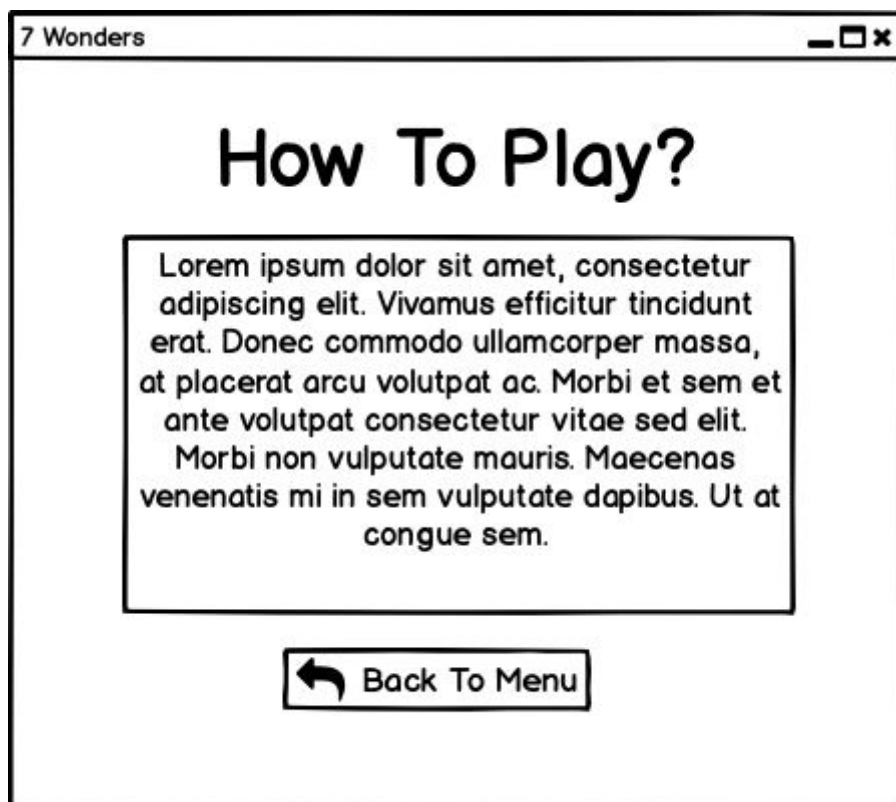 7 Wonders
How To Play?
Lorem ipsum dolor sit amet, consectetur
adipiscing elit. Vivamus efficitur tincidunt
erat. Donec commodo ullamcorper massa,
at placerat arcu volutpat ac. Morbi et sem et
ante volutpat consectetur vitae sed elit.
Morbi non vulputate mauris. Maecenas
venenatis mi in sem vulputate dapibus. Ut at
congue sem.
Back To Menu